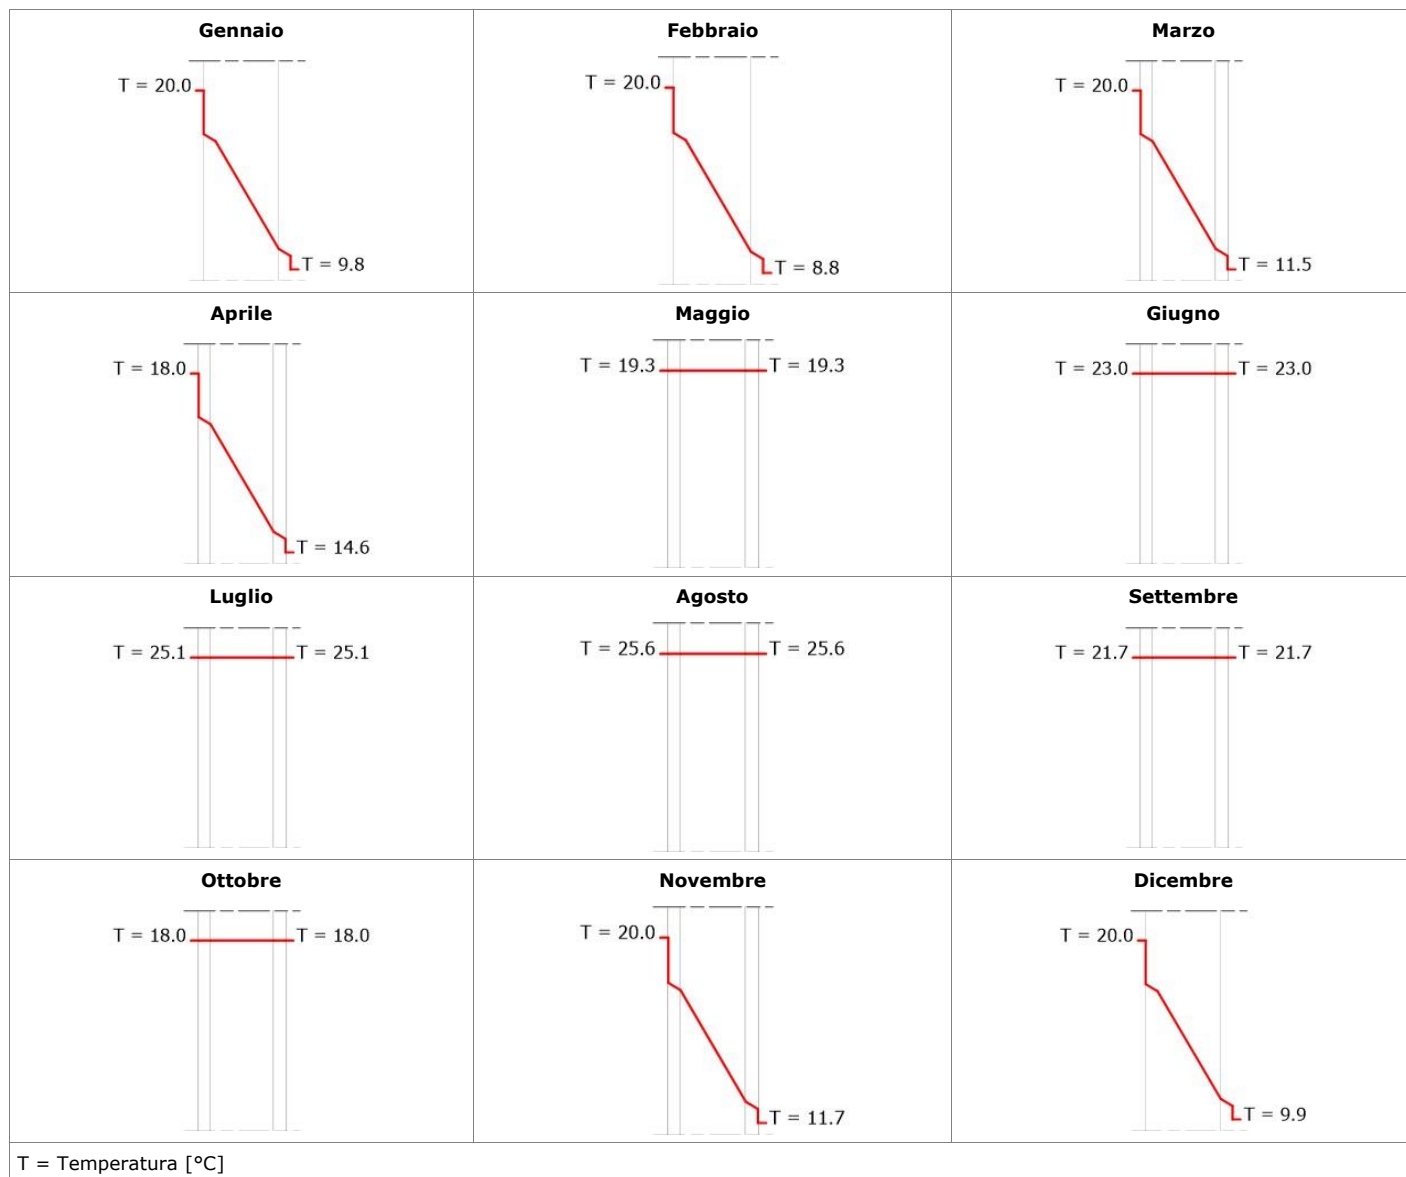 Gennaio
T = 20.0
T = 9.8
Febbraio
T = 20.0
T = 8.8
Marzo
T = 20.0
T = 11.5
Aprile
T = 18.0
T = 14.6
Maggio
T = 19.3 T = 19.3
Giugno
T = 23.0 T = 23.0
Luglio
T = 25.1 T = 25.1
Agosto
T = 25.6 T = 25.6
Settembre
T = 21.7 T = 21.7
Ottobre
T = 18.0 T = 18.0
Novembre
T = 20.0
T = 11.7
Dicembre
T = 20.0
T = 9.9
T = Temperatura [°C]